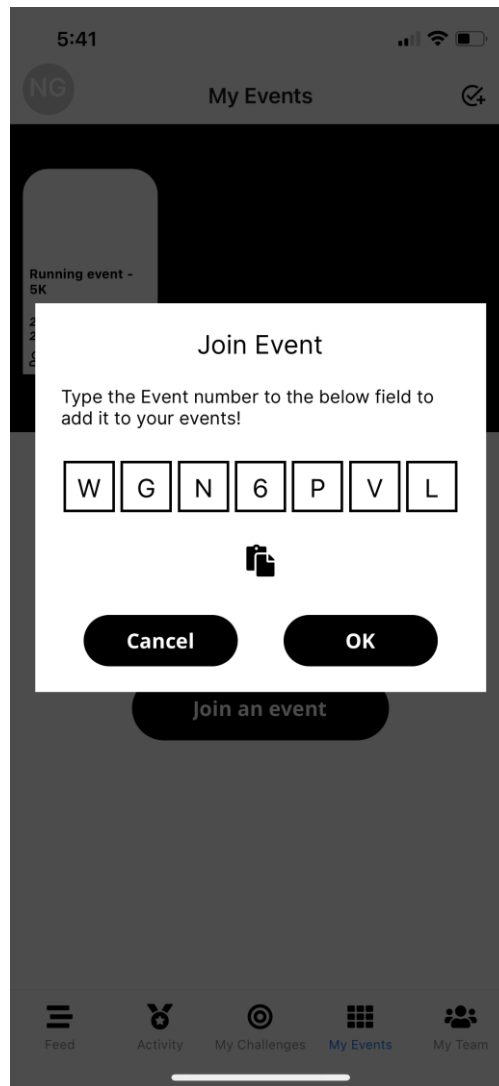 5:41
NG
My Events
Running event -
5K
Join Event
Type the Event number to the below field to
add it to your events!
W G N 6 P V L
Cancel OK
Join an event
Feed Activity My Challenges My Events My Team